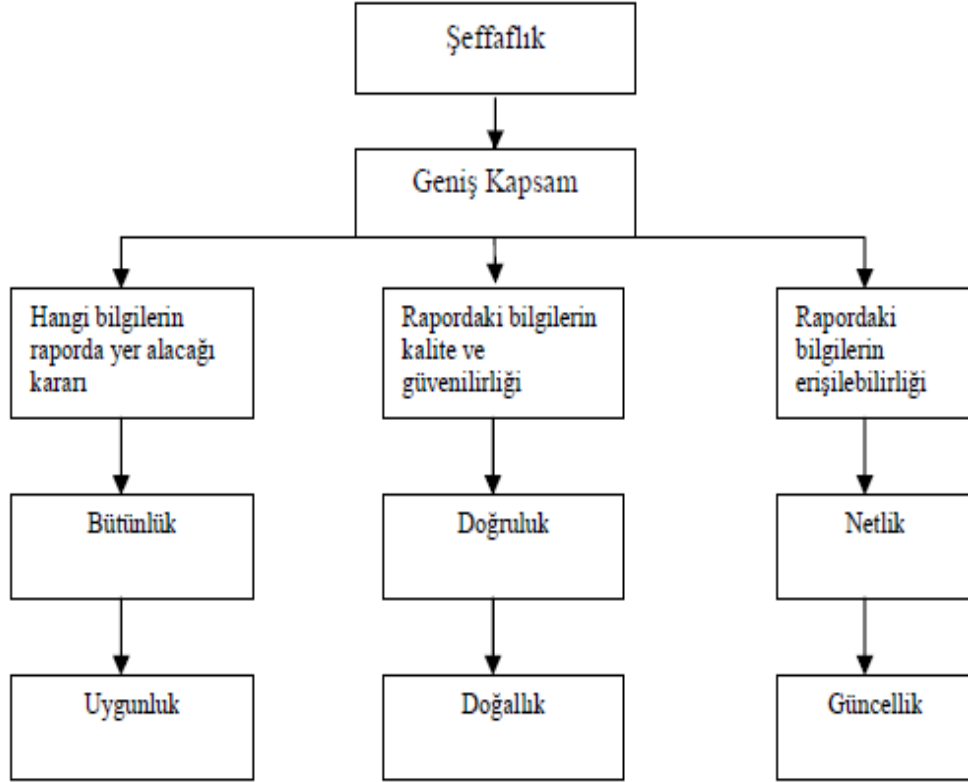 Şeffaflık
Geniş Kapsam
Hangi bilgilerin
raporda yer alacağı
kararı
Rapordaki bilgilerin
kalite ve
güvenilirliği
Rapordaki
bilgilerin
erişilebilirliği
Bütünlük
Doğruluk
Netlik
Uygunluk
Doğallık
Güncellik